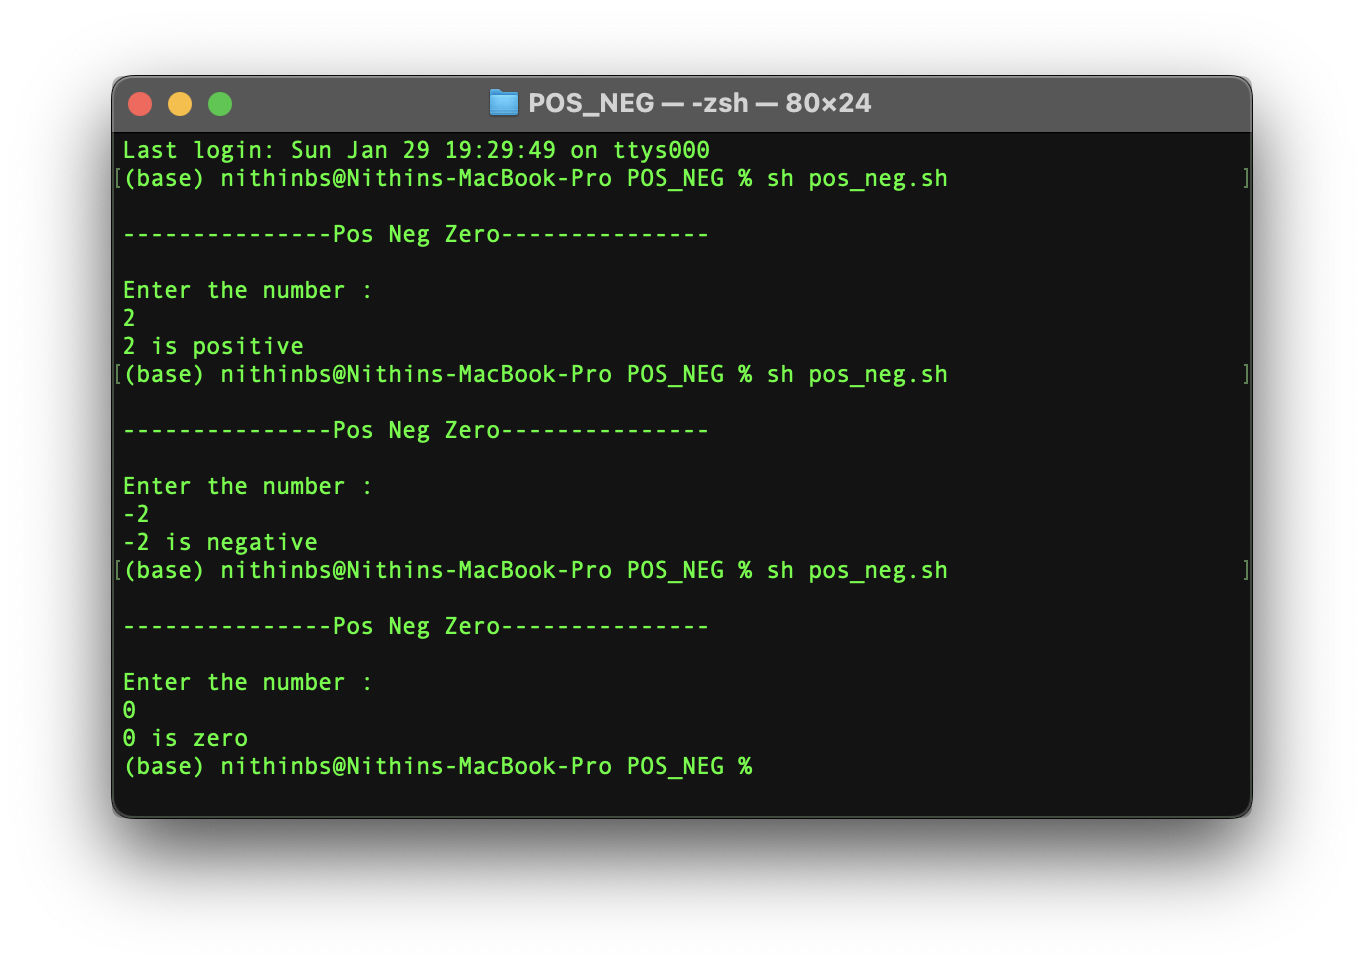 POS_NEG — -zsh — 80×24
Last login: Sun Jan 29 19:29:49 on ttys000
[(base) nithinbs@Nithins-MacBook-Pro POS_NEG % sh pos_neg.sh ]
---------------Pos Neg Zero---------------
Enter the number :
2
2 is positive
[(base) nithinbs@Nithins-MacBook-Pro POS_NEG % sh pos_neg.sh ]
---------------Pos Neg Zero---------------
Enter the number :
-2
-2 is negative
[(base) nithinbs@Nithins-MacBook-Pro POS_NEG % sh pos_neg.sh ]
---------------Pos Neg Zero---------------
Enter the number :
0
0 is zero
(base) nithinbs@Nithins-MacBook-Pro POS_NEG %